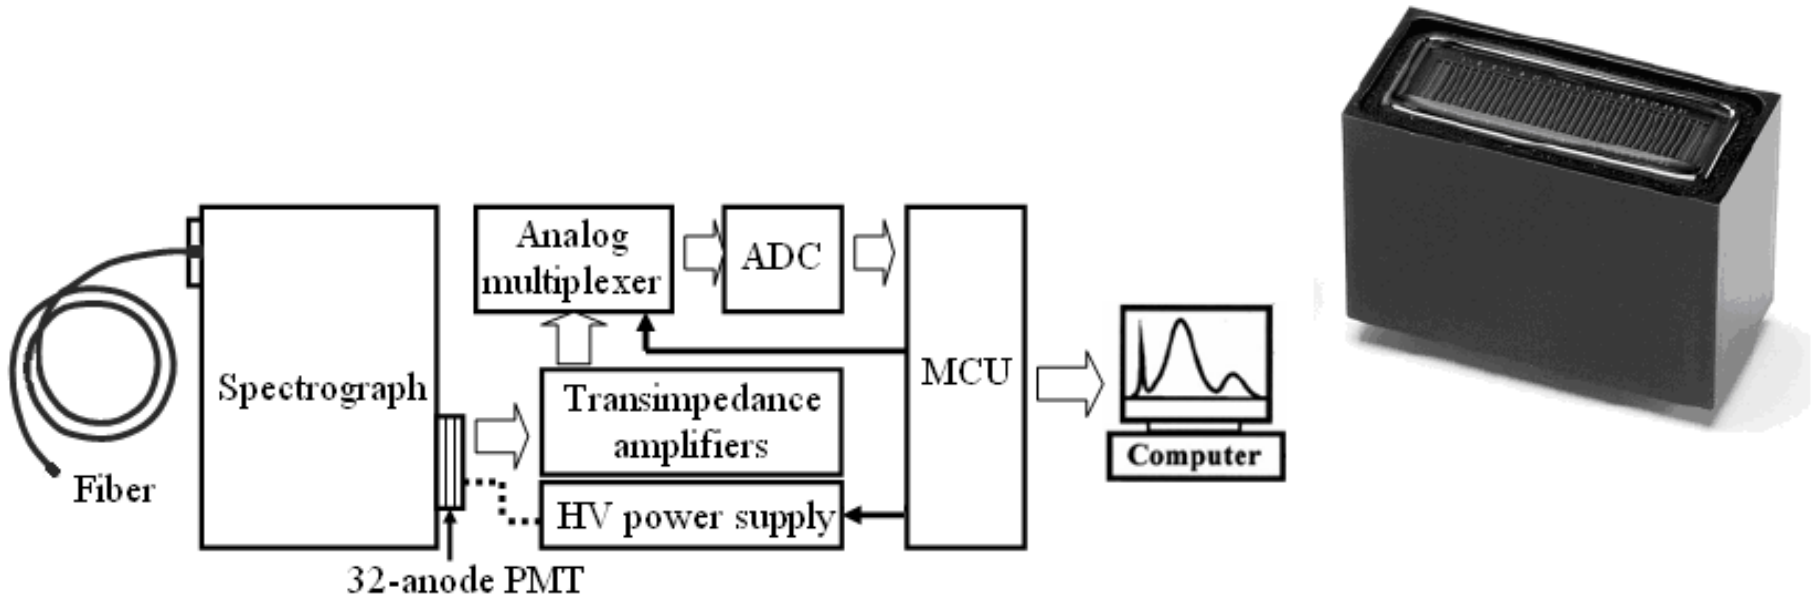 Analog
multiplexer
ADC
MCU
Spectrograph
Transimpedance
amplifiers
HV power supply
Computer
Fiber
32-anode PMT